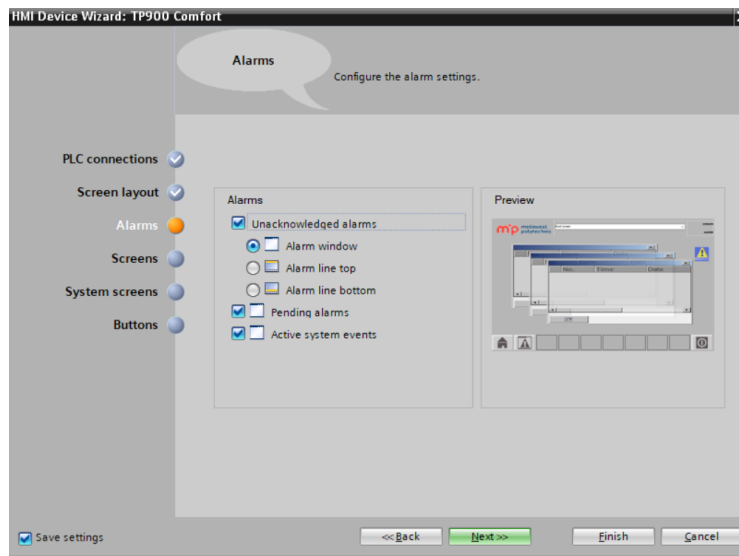 HMI Device Wizard: TP900 Comfort
Alarms
Configure the alarm settings.
PLC connections
Screen layout
Alarms
Screens
System screens
Buttons
Alarms
Unacknowledged alarms
Alarm window
Alarm line top
Alarm line bottom
Pending alarms
Active system events
Preview
No. Time Date
Save settings
<<Back
Next>>
Finish
Cancel